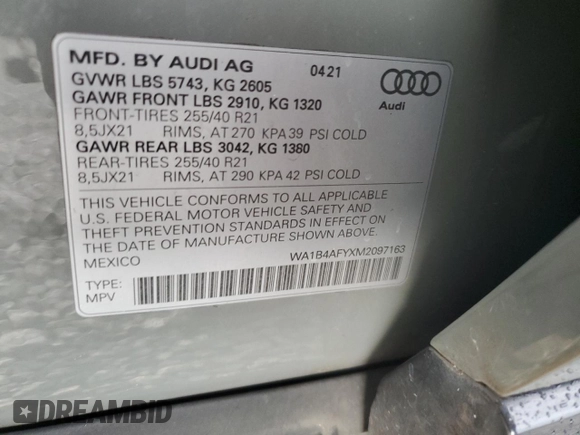 MFD. BY AUDI AG 04 21
GVWR LBS 5743, KG 2605
GAWR FRONT LBS 2910, KG 1320
FRONT-TIRES 255/40 R21
8,5JX21 RIMS, AT 270 KPA 39 PSI COLD
GAWR REAR LBS 3042, KG 1380
REAR-TIRES 255/40 R21
8,5JX21 RIMS, AT 290 KPA 42 PSI COLD
Audi
THIS VEHICLE CONFORMS TO ALL APPLICABLE
U.S. FEDERAL MOTOR VEHICLE SAFETY AND
THEFT PREVENTION STANDARDS IN EFFECT ON
THE DATE OF MANUFACTURE SHOWN ABOVE.
MEXICO WA1B4AFYXM2097163
TYPE:
MPV
DREAMBID